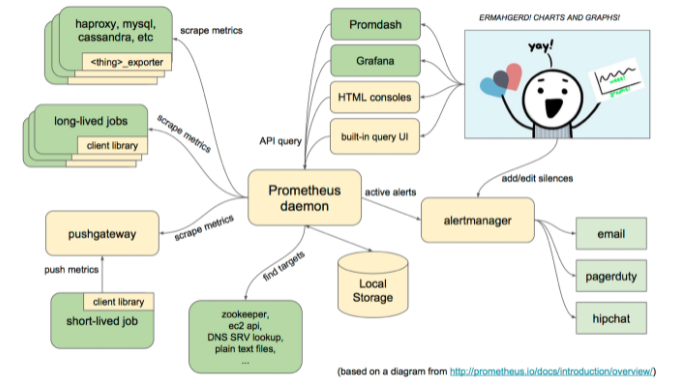 haproxy, mysql,
cassandra, etc
<thing>_exporter
scrape metrics
Promdash
Grafana
HTML consoles
built-in query UI
ERMAHGERD! CHARTS AND GRAPHS!
yay!
long-lived jobs
client library
scrape metrics
API query
Prometheus
daemon
active alerts
add/edit silences
alertmanager
pushgateway
scrape metrics
push metrics
client library
short-lived job
find targets
zookeeper,
ec2 api,
DNS SRV lookup,
plain text files,
...
Local
Storage
email
pagerduty
hipchat
(based on a diagram from http://prometheus.io/docs/introduction/overview/)